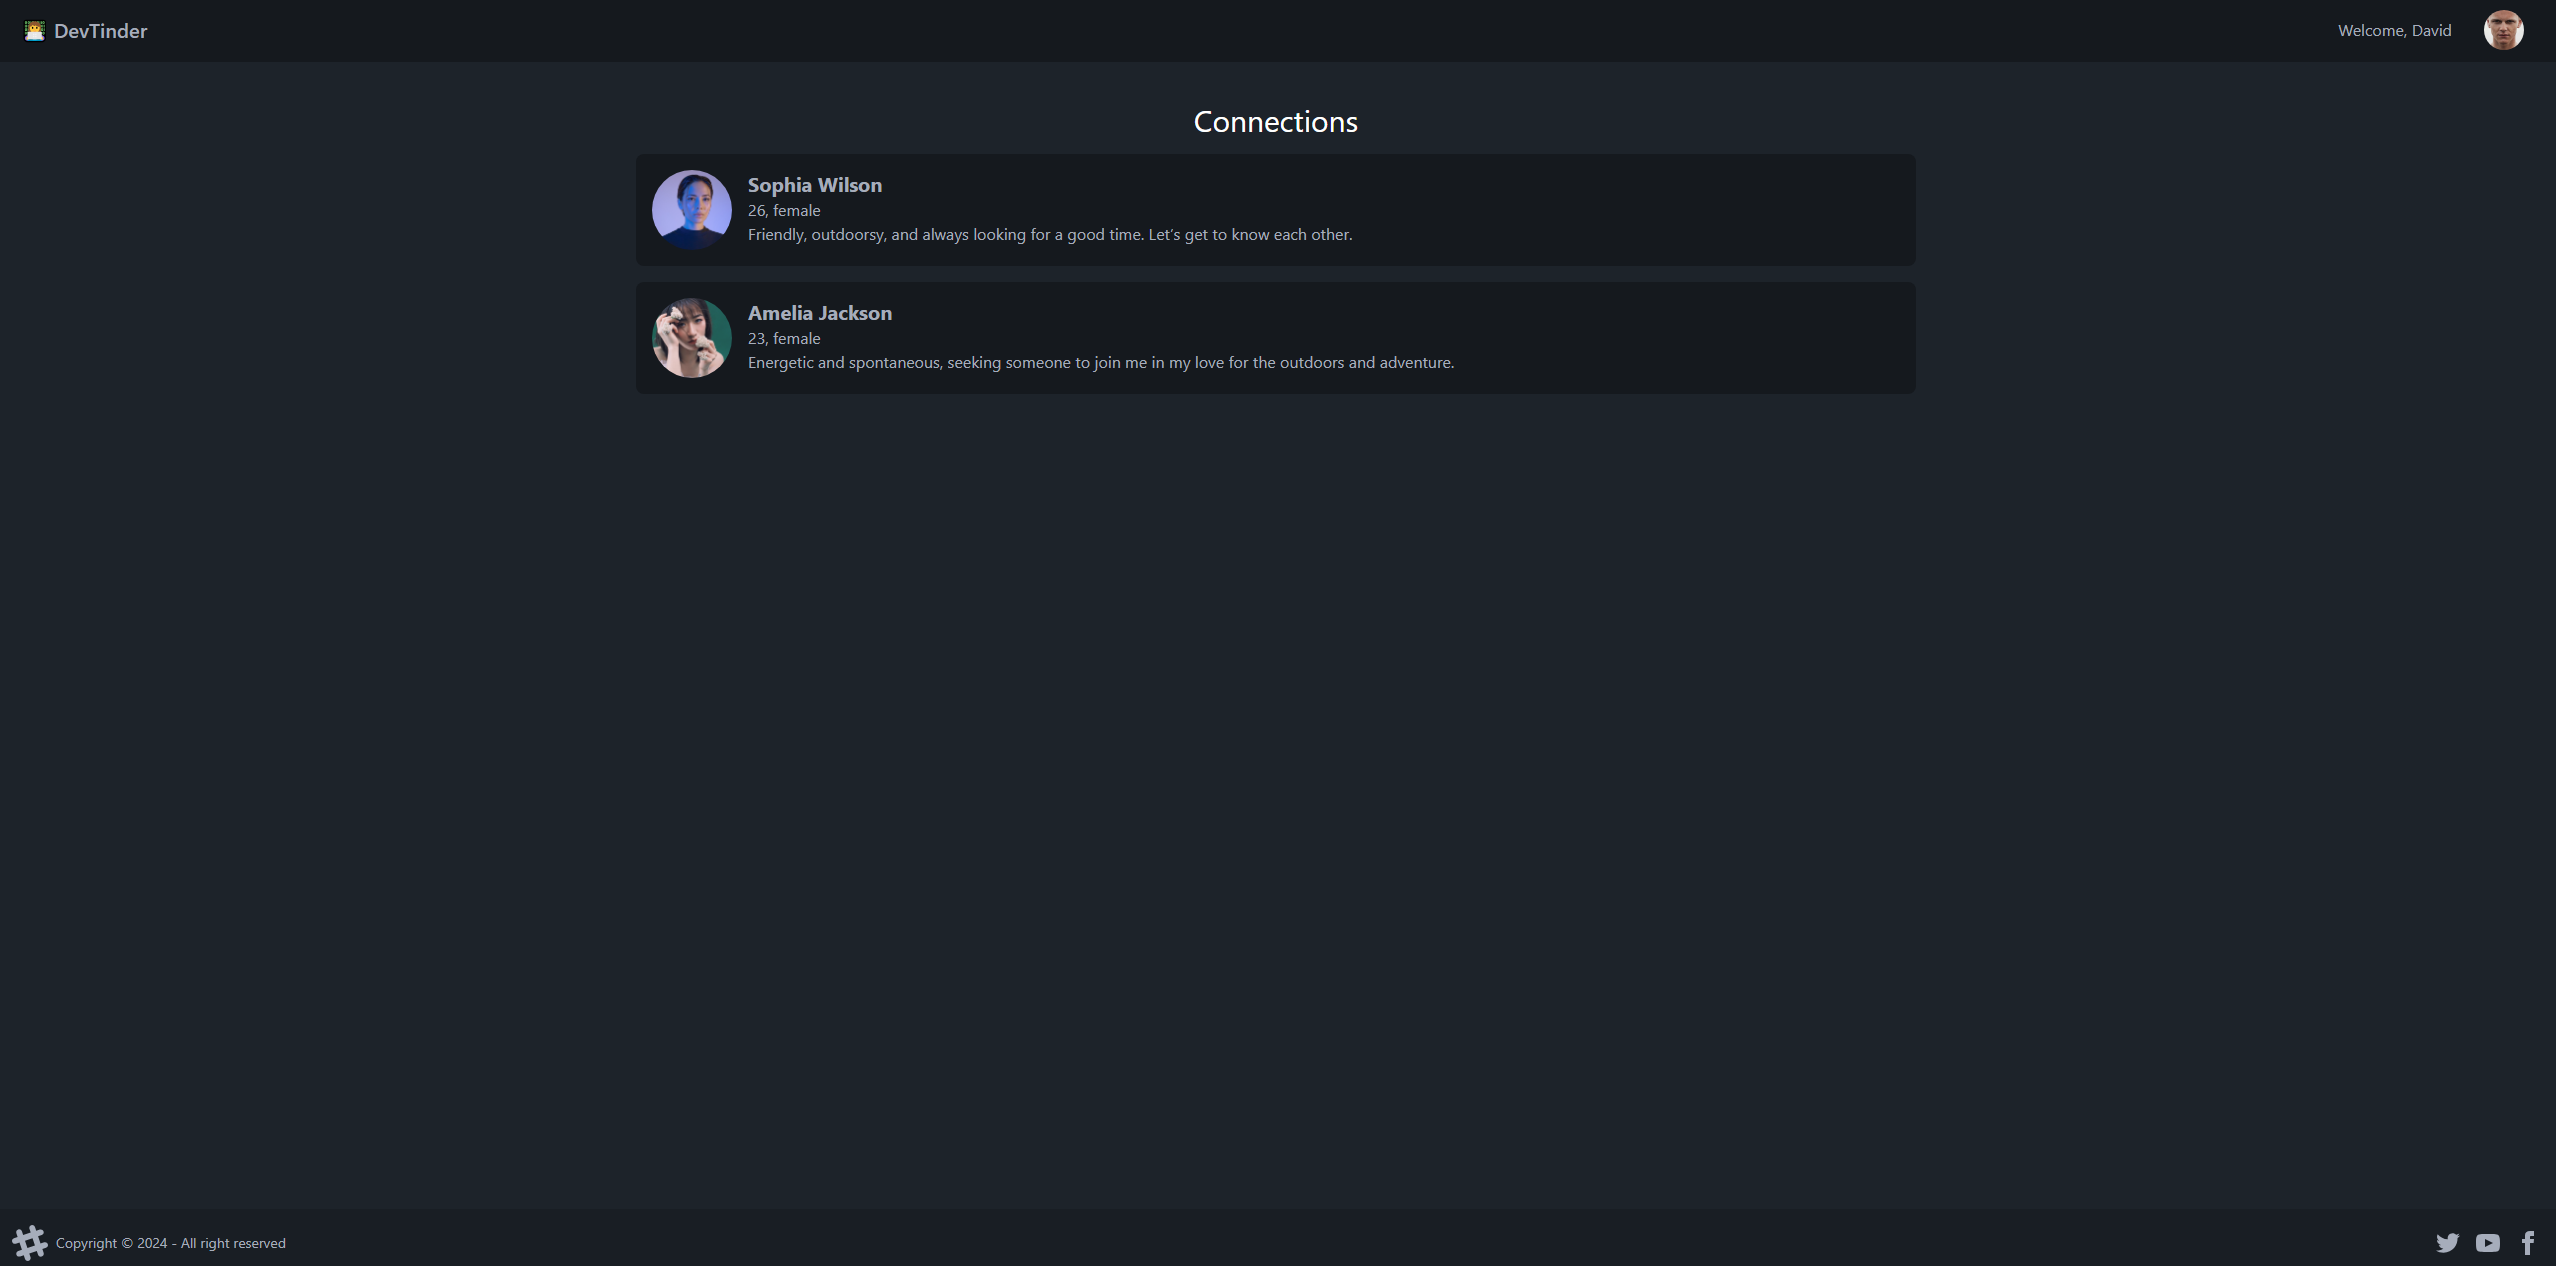 DevTinder
Welcome, David
Connections
Sophia Wilson
26, female
Friendly, outdoorsy, and always looking for a good time. Let’s get to know each other.
Amelia Jackson
23, female
Energetic and spontaneous, seeking someone to join me in my love for the outdoors and adventure.
Copyright © 2024 - All right reserved